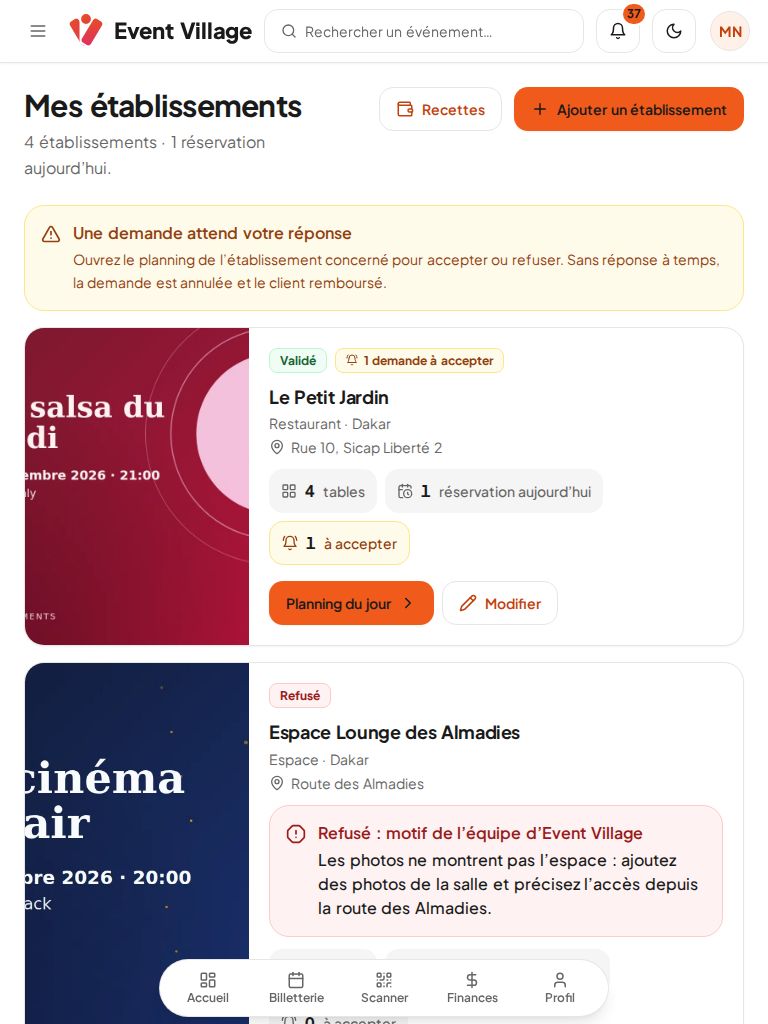 Event Village
Rechercher un événement…
37
MN
Mes établissements
Recettes
Ajouter un établissement
4 établissements · 1 réservation
aujourd’hui.
Une demande attend votre réponse
Ouvrez le planning de l’établissement concerné pour accepter ou refuser. Sans réponse à temps,
la demande est annulée et le client remboursé.
salsa du
di
embre 2026 · 21:00
Validé
1 demande à accepter
Le Petit Jardin
Restaurant · Dakar
Rue 10, Sicap Liberté 2
4 tables
1 réservation aujourd’hui
1 à accepter
Planning du jour
Modifier
cinéma
air
bre 2026 · 20:00
ack
Refusé
Espace Lounge des Almadies
Espace · Dakar
Route des Almadies
Refusé : motif de l’équipe d’Event Village
Les photos ne montrent pas l’espace : ajoutez
des photos de la salle et précisez l’accès depuis
la route des Almadies.
0 à accepter
Accueil
Billetterie
Scanner
Finances
Profil